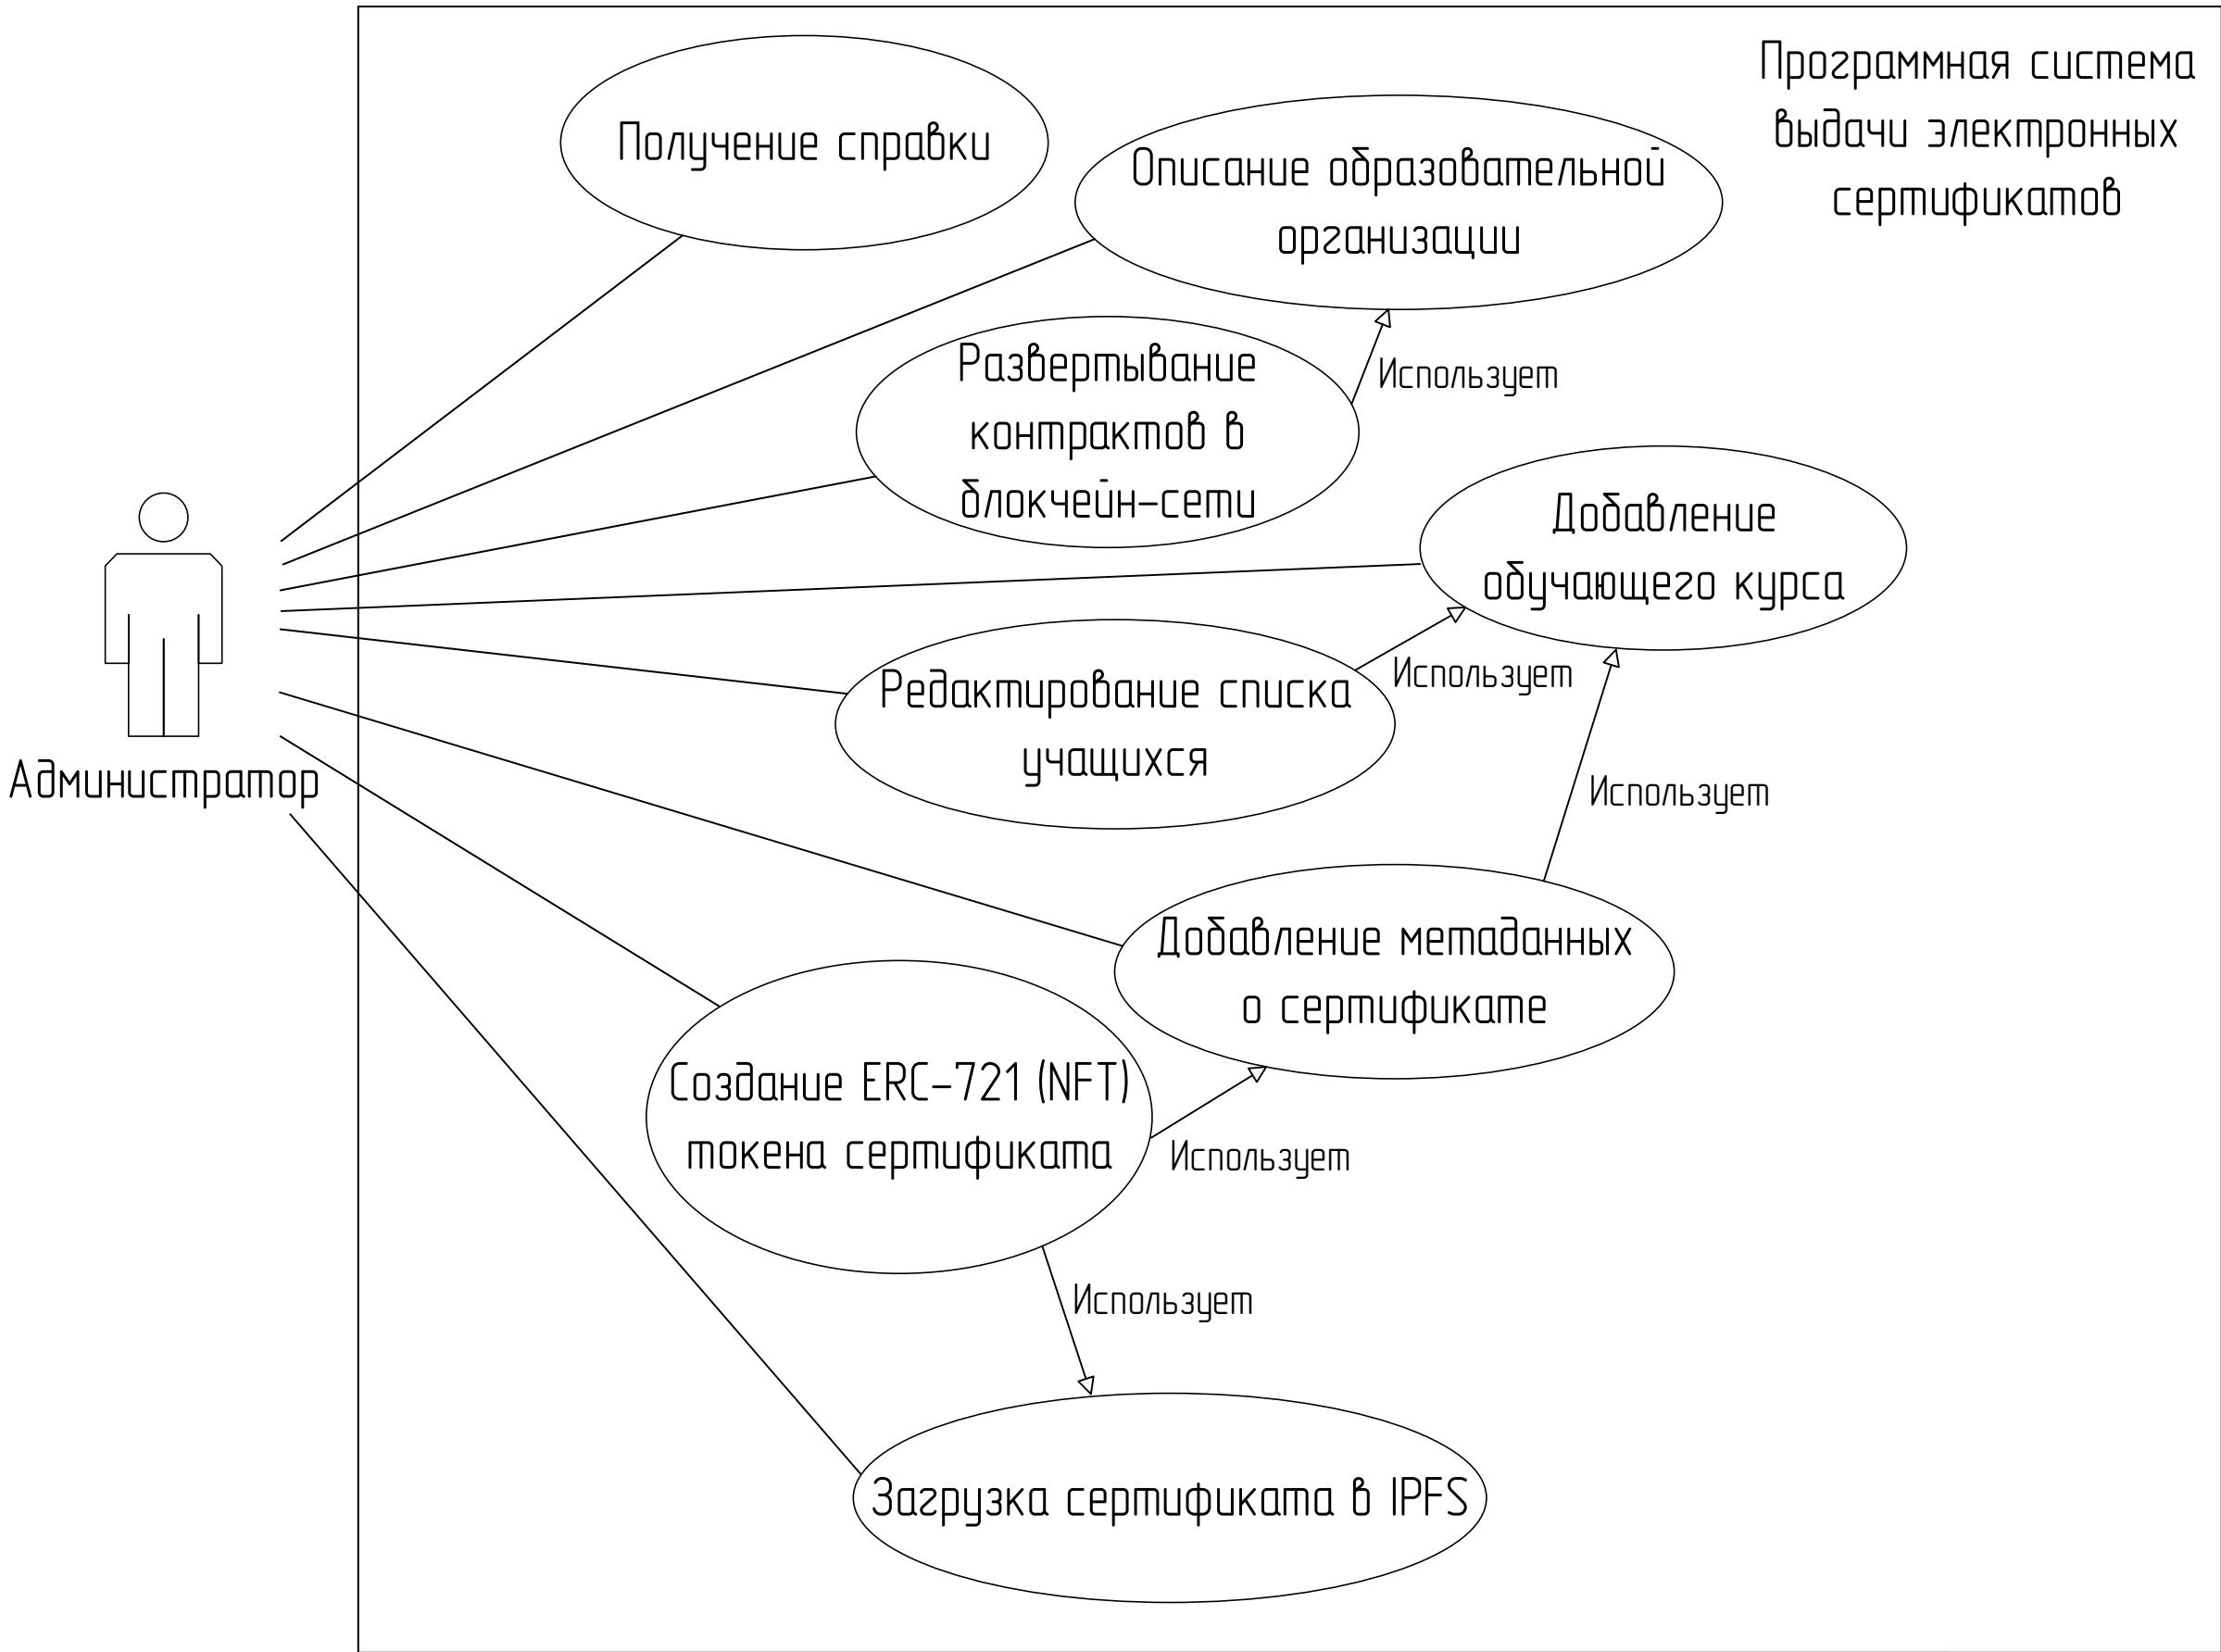 Программная система
выдачи электронных
сертификатов
Получение справки
Описание образовательной
организации
Развертывание
контрактов в
блокчейн-сети
Использует
Добавление
обучающего курса
Редактирование списка
учащихся
Использует
Администратор
Использует
Добавление метаданных
о сертификате
Создание ERC-721 (NFT)
токена сертификата
Использует
Использует
Загрузка сертификата в IPFS